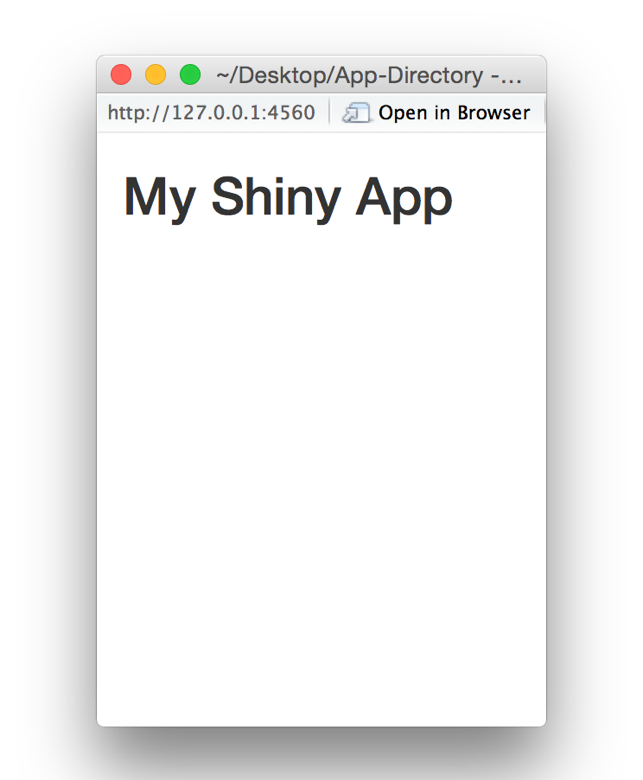 ~/Desktop/App-Directory -...
http://127.0.0.1:4560 Open in Browser
My Shiny App